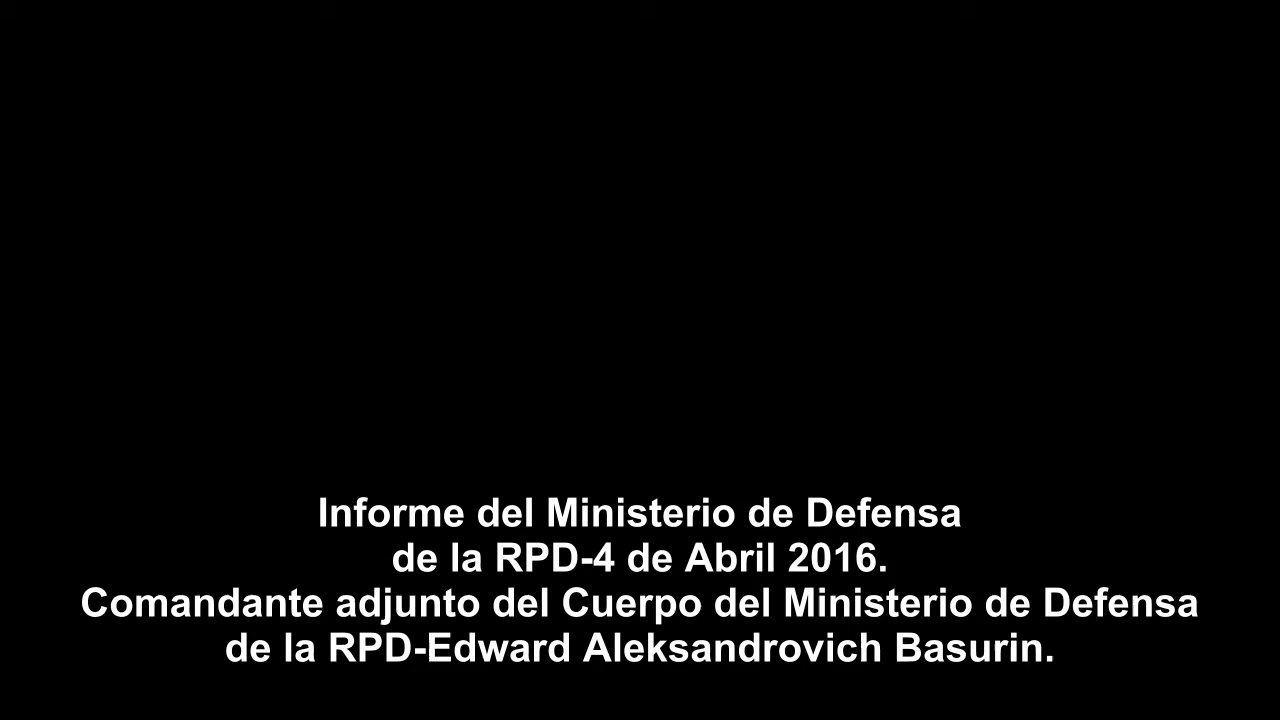 Informe del Ministerio de Defensa
de la RPD-4 de Abril 2016.
Comandante adjunto del Cuerpo del Ministerio de Defensa
de la RPD-Edward Aleksandrovich Basurin.